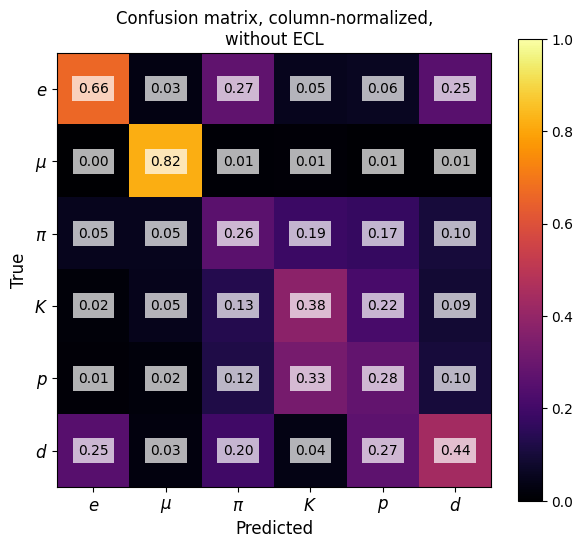 Confusion matrix, column-normalized,
without ECL
e 0.66 0.03 0.27 0.05 0.06 0.25
μ 0.00 0.82 0.01 0.01 0.01 0.01
π 0.05 0.05 0.26 0.19 0.17 0.10
K 0.02 0.05 0.13 0.38 0.22 0.09
p 0.01 0.02 0.12 0.33 0.28 0.10
d 0.25 0.03 0.20 0.04 0.27 0.44
e μ π K p d
True
Predicted
1.0
0.8
0.6
0.4
0.2
0.0